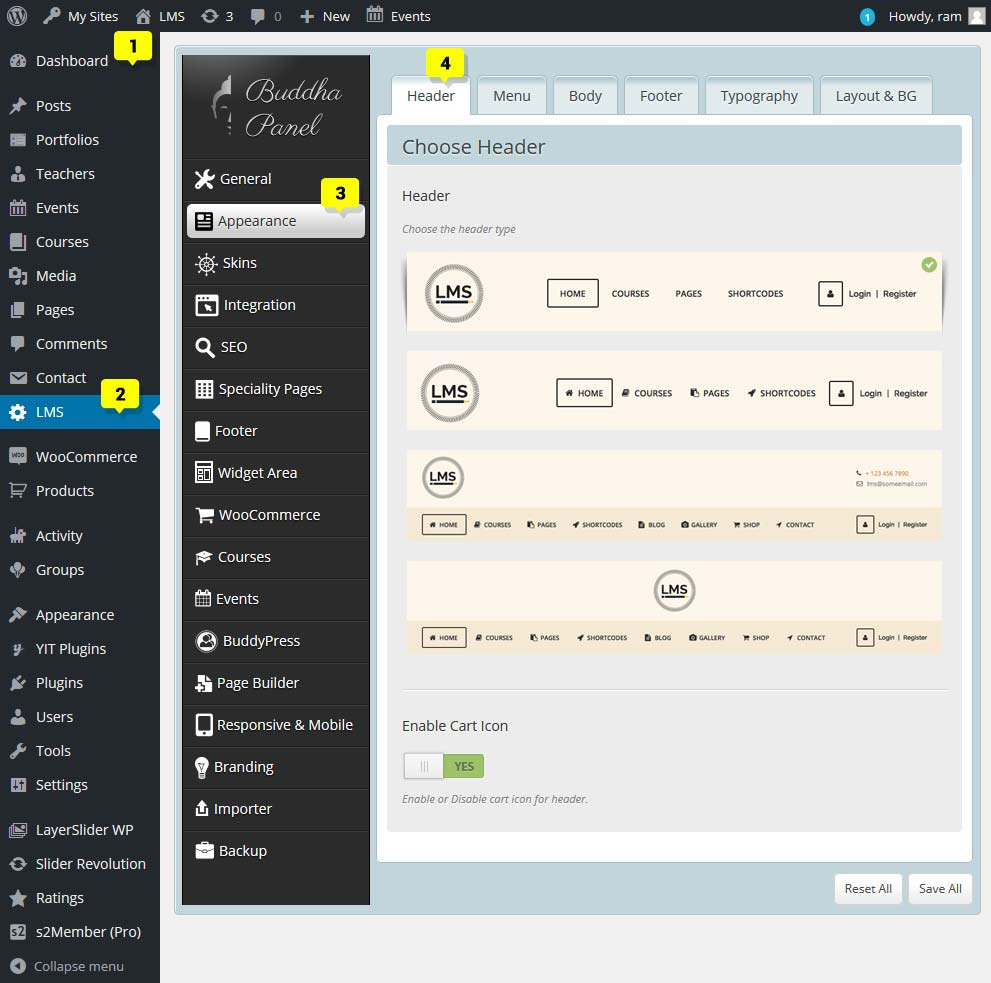 My Sites LMS 3 0 New Events 1 Howdy, ram
1
Dashboard
Posts
Portfolios
Teachers
Events
Courses
Media
Pages
Comments
Contact
2
LMS
WooCommerce
Products
Activity
Groups
Appearance
YIT Plugins
Plugins
Users
Tools
Settings
LayerSlider WP
Slider Revolution
Ratings
s2Member (Pro)
Collapse menu
Buddha
Panel
General
3
Appearance
Skins
Integration
SEO
Speciality Pages
Footer
Widget Area
WooCommerce
Courses
Events
BuddyPress
Page Builder
Responsive & Mobile
Branding
Importer
Backup
4
Header Menu Body Footer Typography Layout & BG
Choose Header
Header
Choose the header type
LMS HOME COURSES PAGES SHORTCODES Login | Register
LMS HOME COURSES PAGES SHORTCODES Login | Register
LMS
+ 123 456 7890
lms@someemail.com
HOME COURSES PAGES SHORTCODES BLOG GALLERY SHOP CONTACT Login | Register
LMS
HOME COURSES PAGES SHORTCODES BLOG GALLERY SHOP CONTACT Login | Register
Enable Cart Icon
YES
Enable or Disable cart icon for header.
Reset All Save All